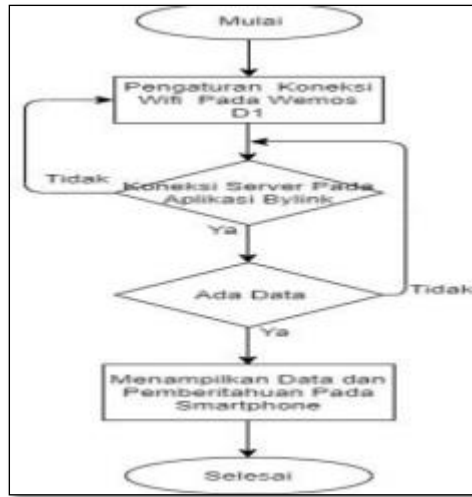 Mulai
Pengaturan Koneksi
Wifi Pada Wemos
D1
Tidak
Koneksi Server Pada
Aplikasi Bylink
Ya
Ada Data
Tidak
Ya
Menampilkan Data dan
Pemberitahuan Pada
Smartphone
Selesai